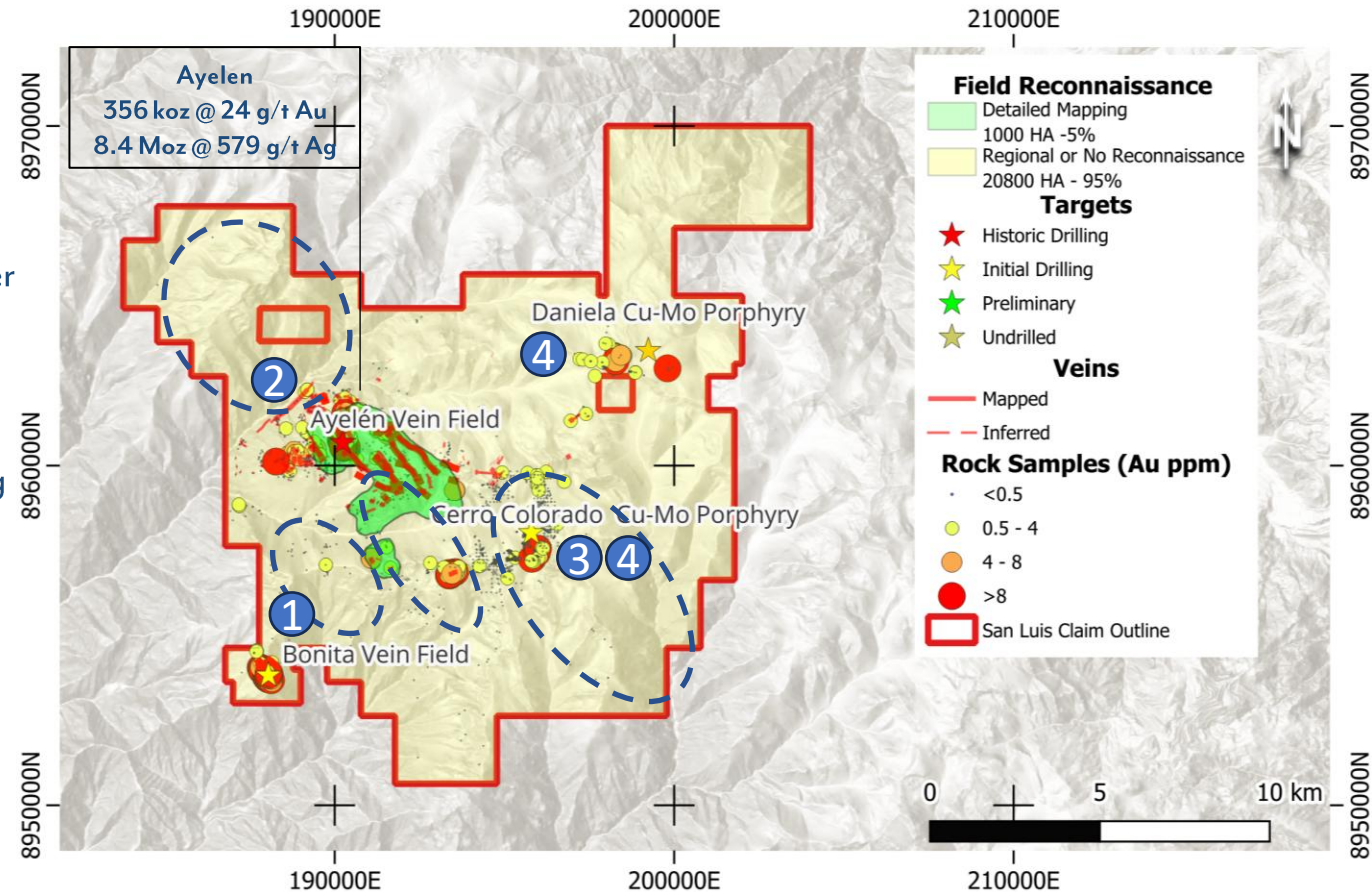 190000E
200000E
210000E
8970000N
8960000N
8950000N
Ayelen
356 koz @ 24 g/t Au
8.4 Moz @ 579 g/t Ag
er
g
Daniela Cu-Mo Porphyry
4
2
Ayelén Vein Field
Cerro Colorado Cu-Mo Porphyry
3 4
1
Bonita Vein Field
Field Reconnaissance
Detailed Mapping
1000 HA -5%
Regional or No Reconnaissance
20800 HA - 95%
Targets
Historic Drilling
Initial Drilling
Preliminary
Undrilled
Veins
Mapped
Inferred
Rock Samples (Au ppm)
<0.5
0.5 - 4
4 - 8
>8
San Luis Claim Outline
N
0 5 10 km
8970000N
8960000N
8950000N
190000E
200000E
210000E